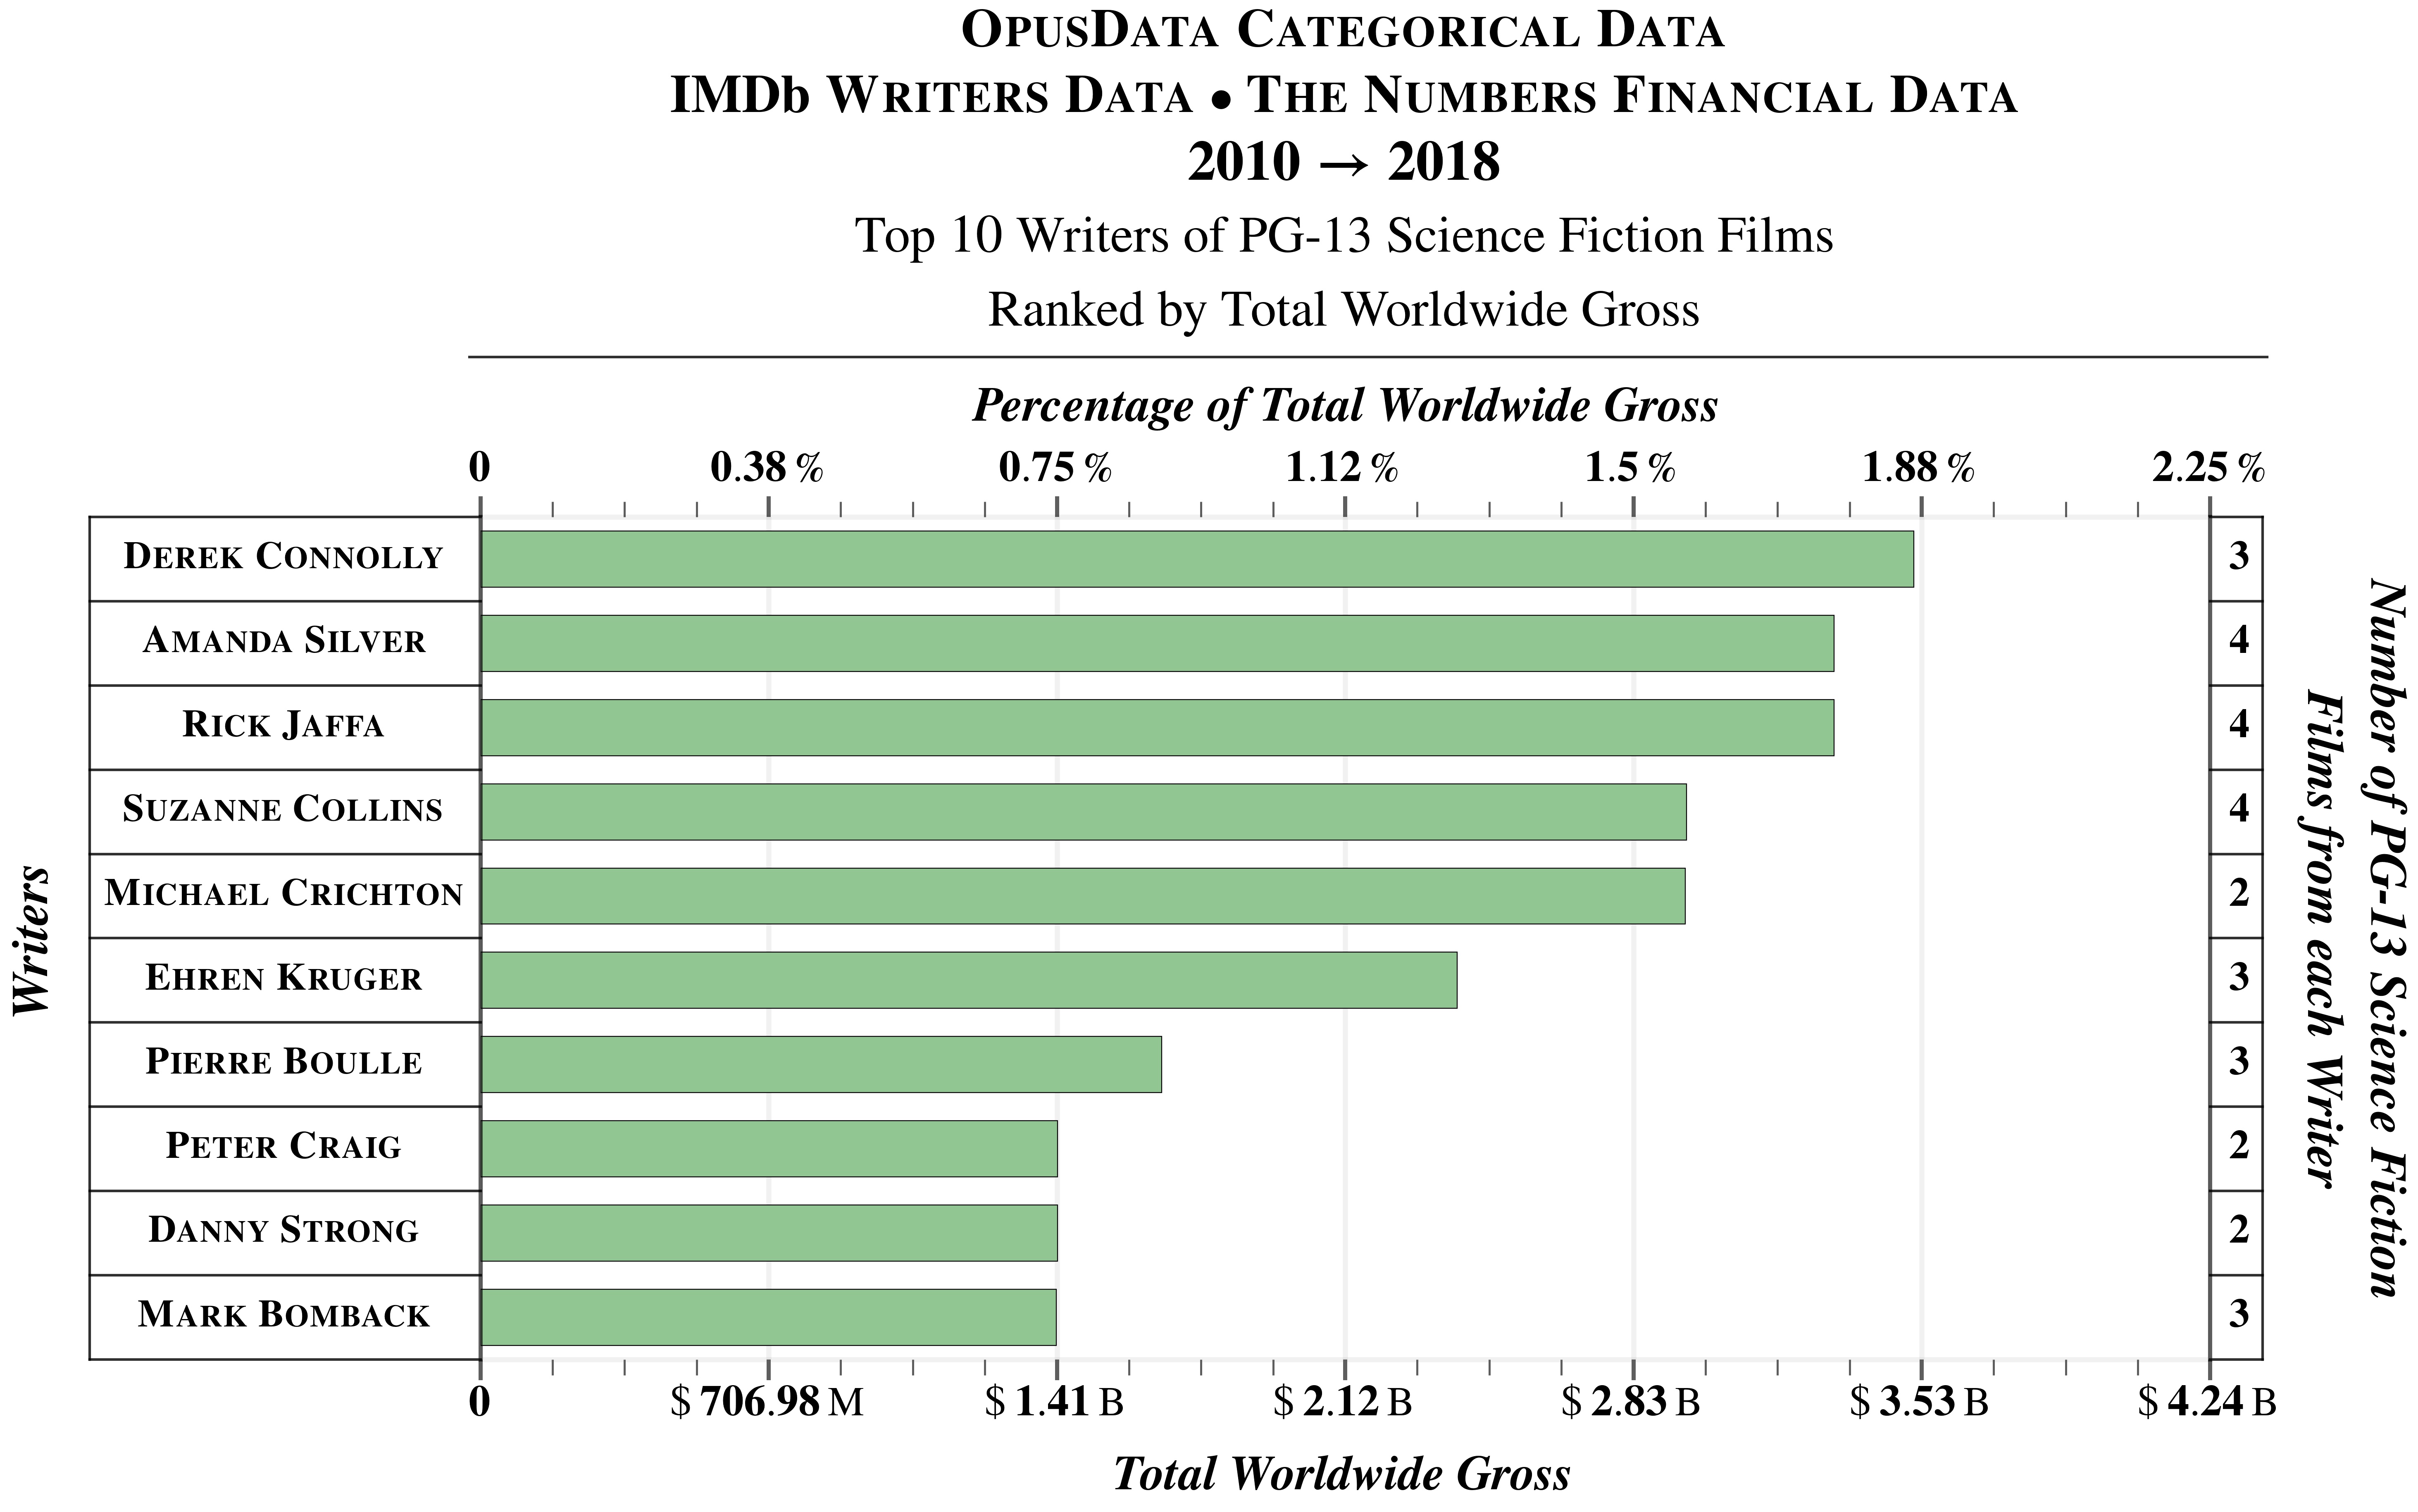 OpusData Categorical Data
IMDb Writers Data • The Numbers Financial Data
2010 → 2018
Top 10 Writers of PG-13 Science Fiction Films
Ranked by Total Worldwide Gross
Percentage of Total Worldwide Gross
0 0.38 % 0.75 % 1.12 % 1.5 % 1.88 % 2.25 %
Writers
Derek Connolly 3
Amanda Silver 4
Rick Jaffa 4
Suzanne Collins 4
Michael Crichton 2
Ehren Kruger 3
Pierre Boulle 3
Peter Craig 2
Danny Strong 2
Mark Bomback 3
Number of PG-13 Science Fiction
Films from each Writer
0 $ 706.98 M $ 1.41 B $ 2.12 B $ 2.83 B $ 3.53 B $ 4.24 B
Total Worldwide Gross